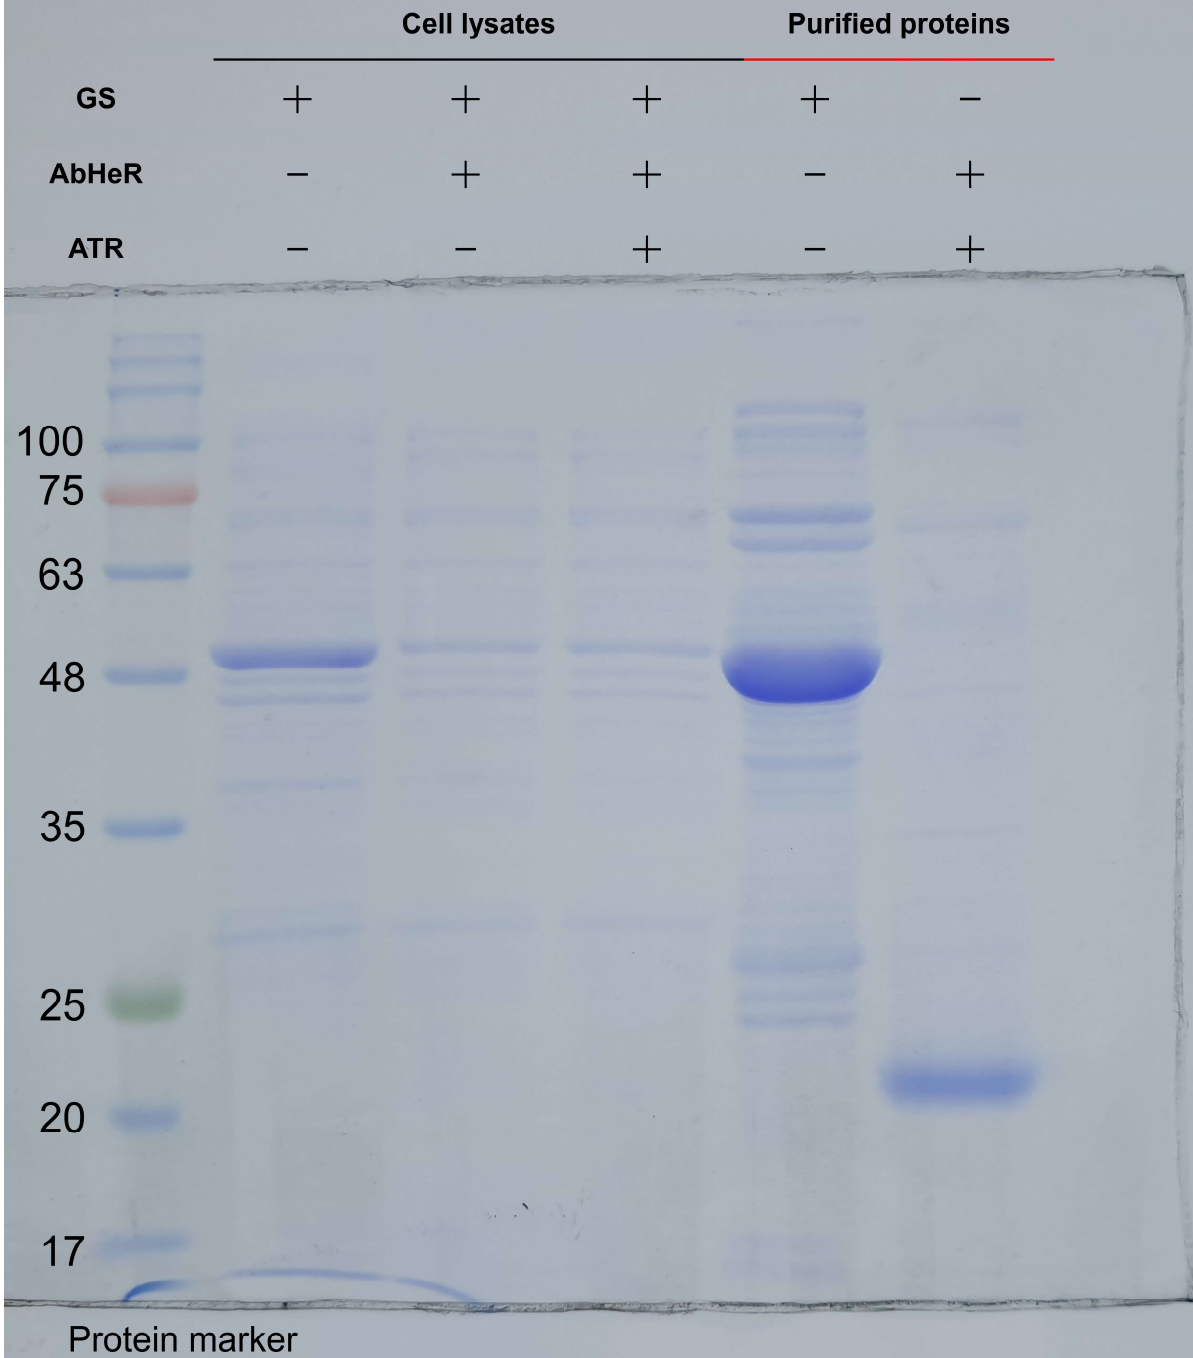 Cell lysates Purified proteins
GS + + + + −
AbHeR − + + − +
ATR − − + − +
100
75
63
48
35
25
20
17
Protein marker